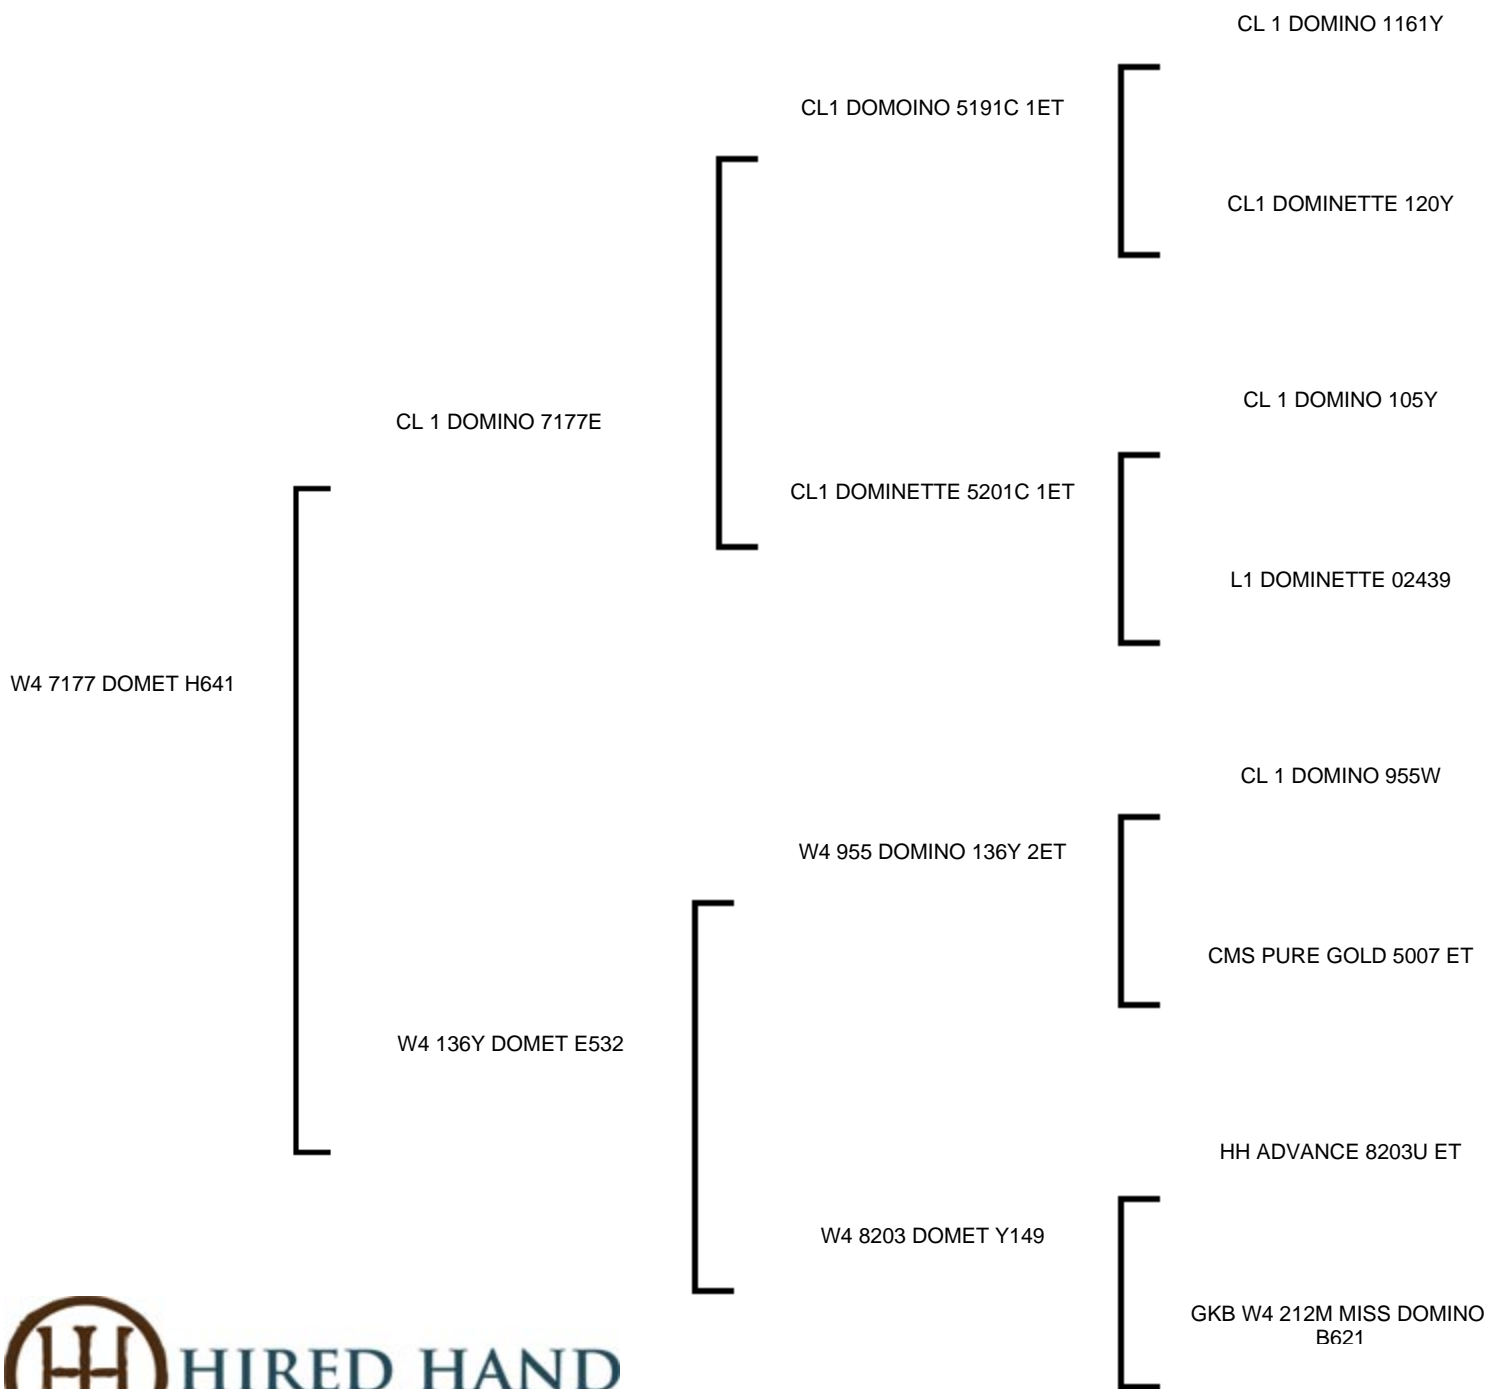 CL 1 DOMINO 1161Y
CL1 DOMOINO 5191C 1ET
CL1 DOMINETTE 120Y
CL 1 DOMINO 105Y
CL 1 DOMINO 7177E
CL1 DOMINETTE 5201C 1ET
L1 DOMINETTE 02439
W4 7177 DOMET H641
CL 1 DOMINO 955W
W4 955 DOMINO 136Y 2ET
CMS PURE GOLD 5007 ET
W4 136Y DOMET E532
HH ADVANCE 8203U ET
W4 8203 DOMET Y149
GKB W4 212M MISS DOMINO
B621
HIRED HAND